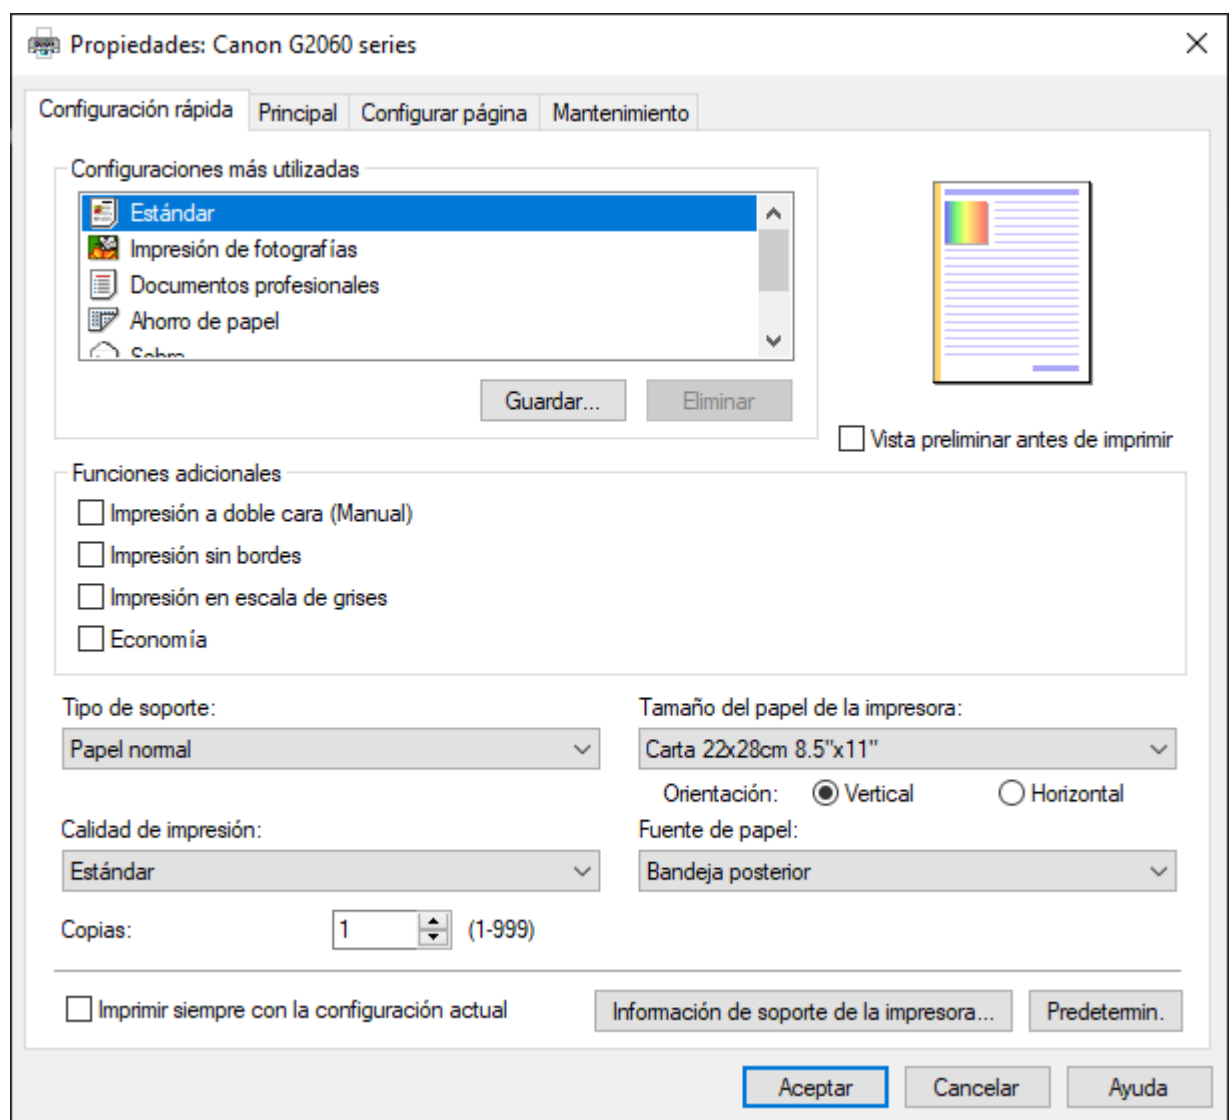 Propiedades: Canon G2060 series
Configuración rápida Principal Configurar página Mantenimiento
Configuraciones más utilizadas
Estándar
Impresión de fotografías
Documentos profesionales
Ahorro de papel
Sobre
Guardar... Eliminar
Vista preliminar antes de imprimir
Funciones adicionales
Impresión a doble cara (Manual)
Impresión sin bordes
Impresión en escala de grises
Economía
Tipo de soporte: Tamaño del papel de la impresora:
Papel normal Carta 22x28cm 8.5"x11"
Orientación: Vertical Horizontal
Calidad de impresión: Fuente de papel:
Estándar Bandeja posterior
Copias: 1 (1-999)
Imprimir siempre con la configuración actual Información de soporte de la impresora... Predetermin.
Aceptar Cancelar Ayuda